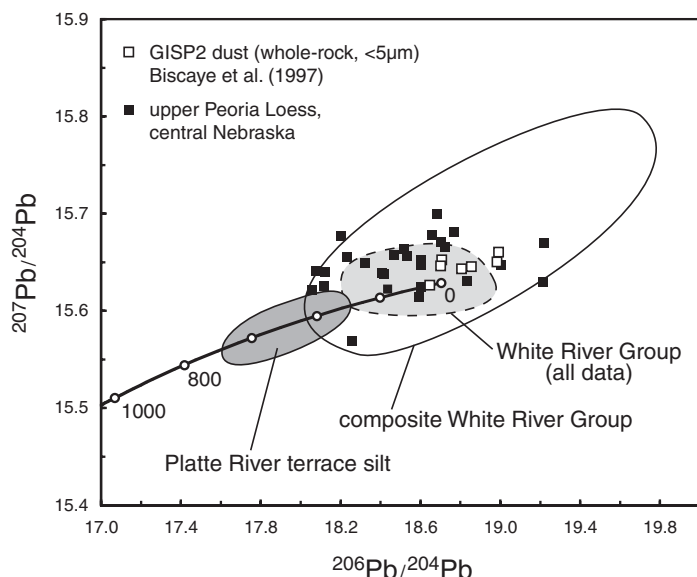 15.9
GISP2 dust (whole-rock, <5μm)
Biscaye et al. (1997)
upper Peoria Loess,
central Nebraska
15.8
15.7
15.6
15.5
15.4
207Pb/204Pb
0
800
1000
White River Group
(all data)
composite White River Group
Platte River terrace silt
17.0 17.4 17.8 18.2 18.6 19.0 19.4 19.8
206Pb/204Pb